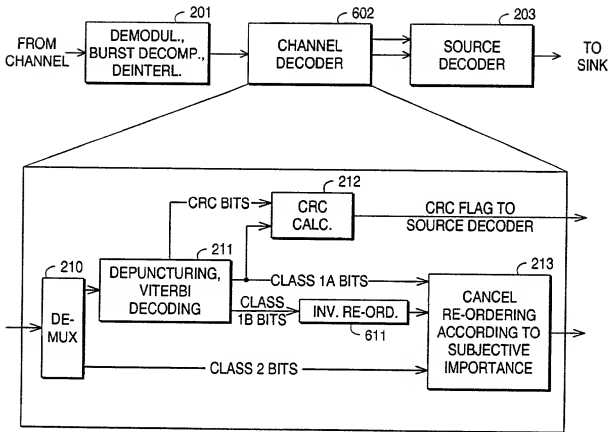 201
602
203
FROM
CHANNEL
DEMODUL.,
BURST DECOMP.,
DEINTERL.
CHANNEL
DECODER
SOURCE
DECODER
TO
SINK
212
CRC BITS
CRC
CALC.
CRC FLAG TO
SOURCE DECODER
210
211
213
DE-
MUX
DEPUNCTURING,
VITERBI
DECODING
CLASS 1A BITS
CLASS
1B BITS
INV. RE-ORD.
611
CANCEL
RE-ORDERING
ACCORDING TO
SUBJECTIVE
IMPORTANCE
CLASS 2 BITS